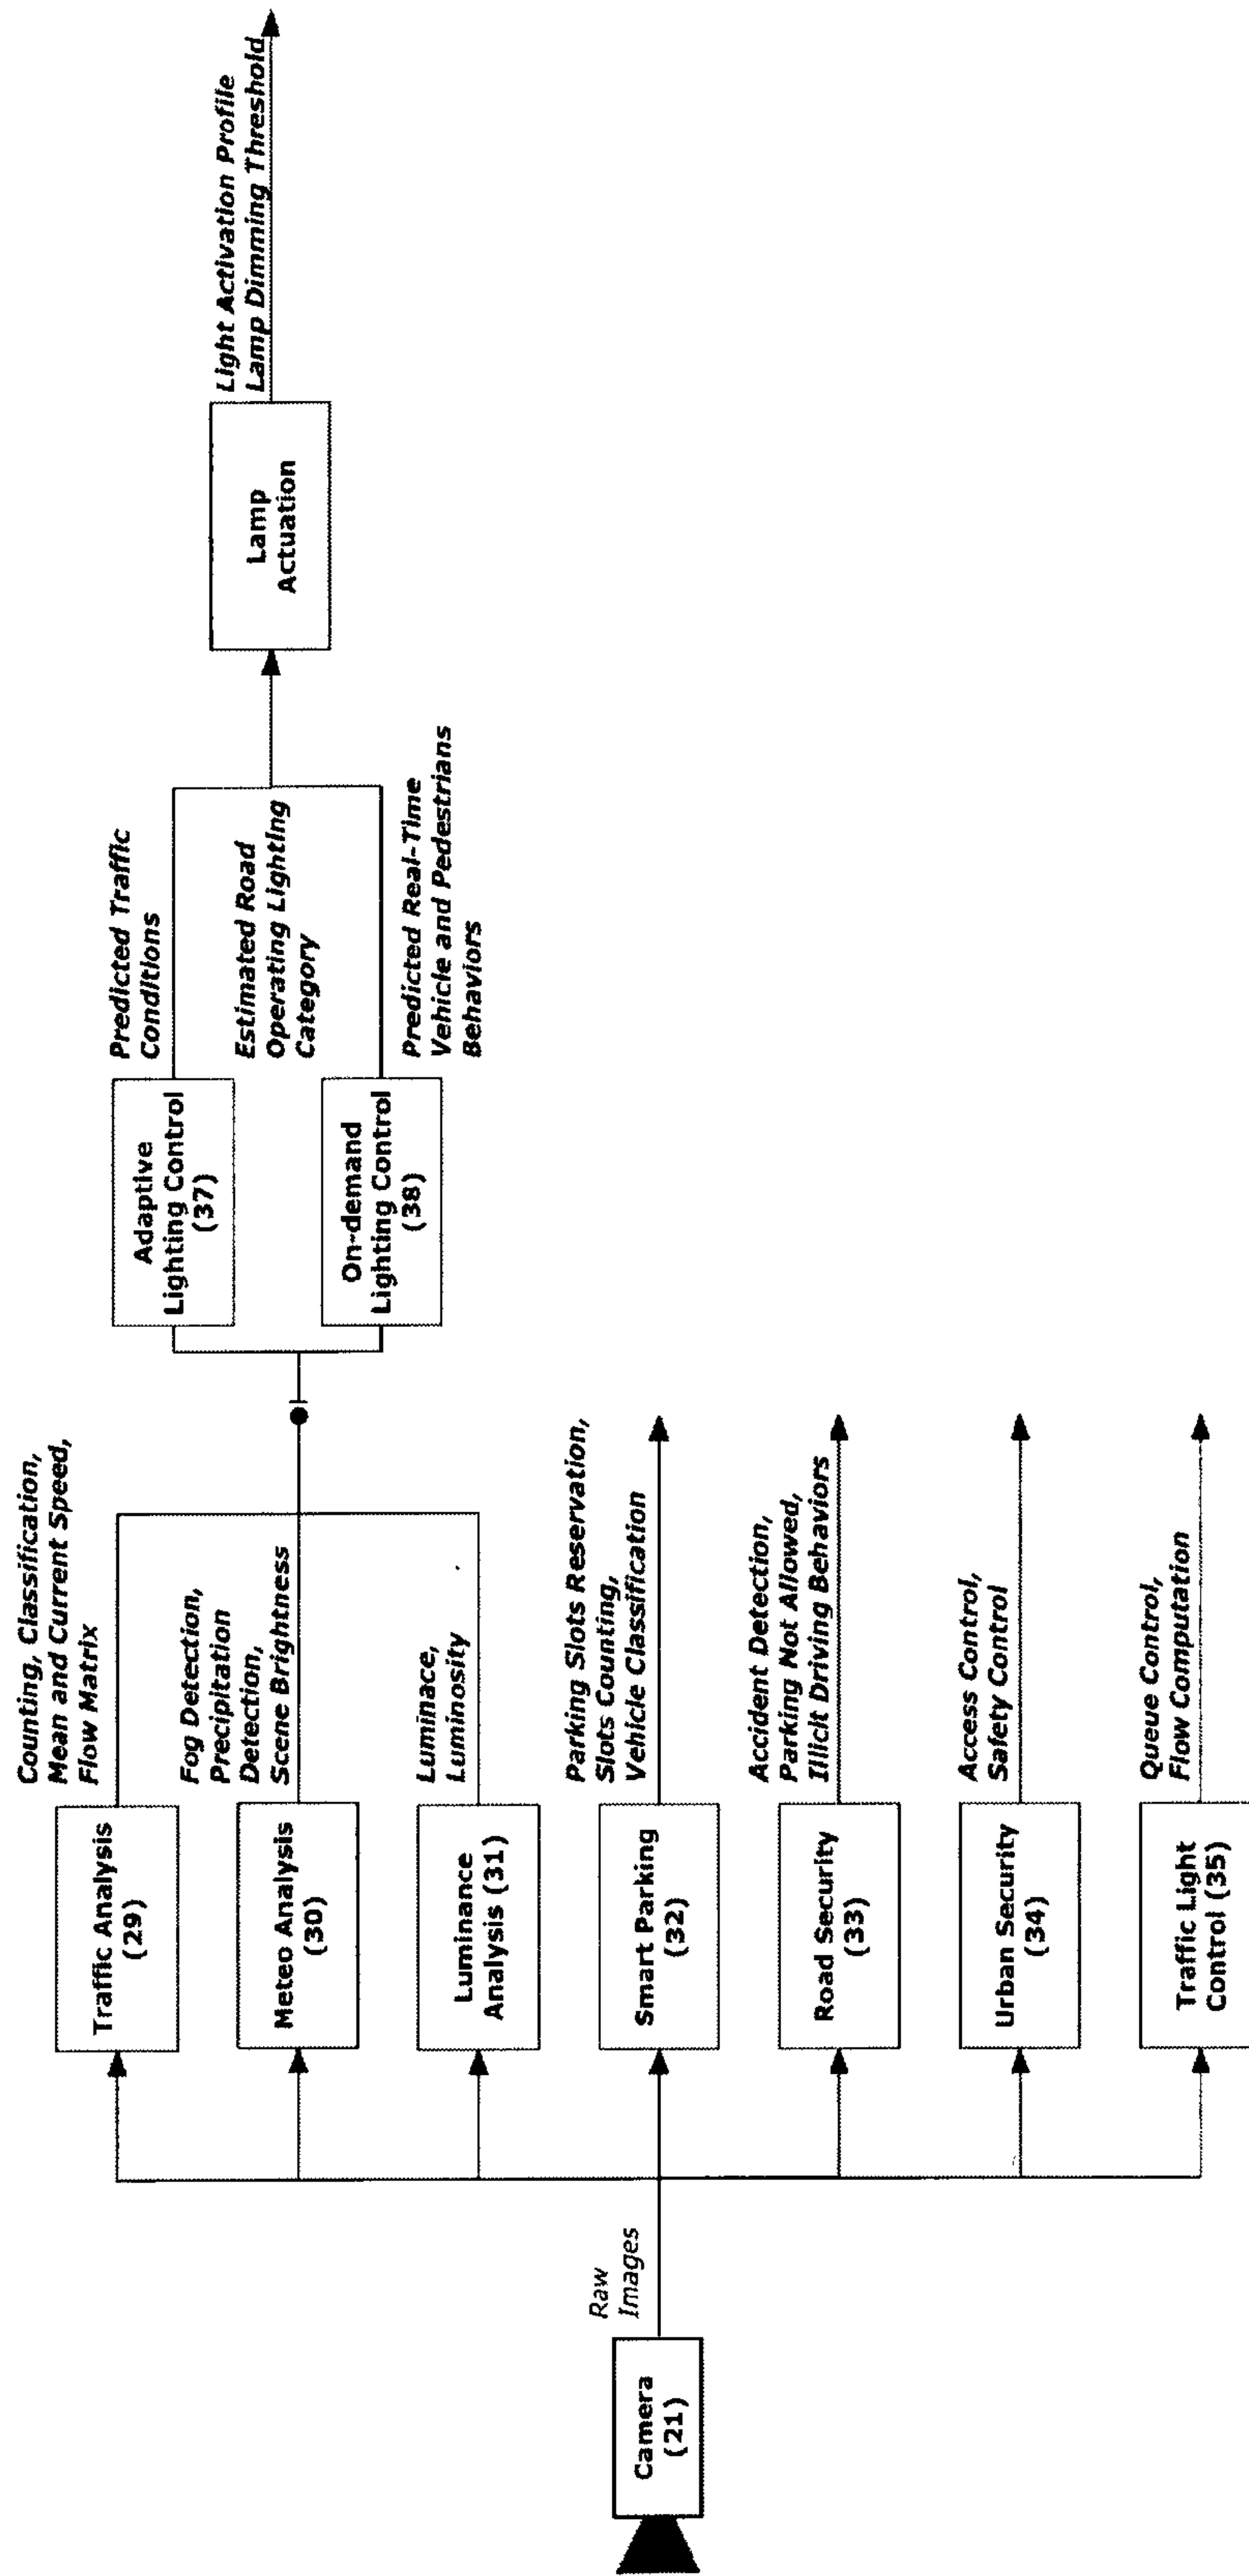 Camera
(21)
Raw
Images
Traffic Analysis
(29)
Counting, Classification,
Mean and Current Speed,
Flow Matrix
Meteo Analysis
(30)
Fog Detection,
Precipitation
Detection,
Scene Brightness
Luminance
Analysis (31)
Luminace,
Luminosity
Smart Parking
(32)
Parking Slots Reservation,
Slots Counting,
Vehicle Classification
Road Security
(33)
Accident Detection,
Parking Not Allowed,
Illicit Driving Behaviors
Urban Security
(34)
Access Control,
Safety Control
Traffic Light
Control (35)
Queue Control,
Flow Computation
Adaptive
Lighting Control
(37)
Predicted Traffic
Conditions
Estimated Road
Operating Lighting
Category
On-demand
Lighting Control
(38)
Predicted Real-Time
Vehicle and Pedestrians
Behaviors
Lamp
Actuation
Light Activation Profile
Lamp Dimming Threshold